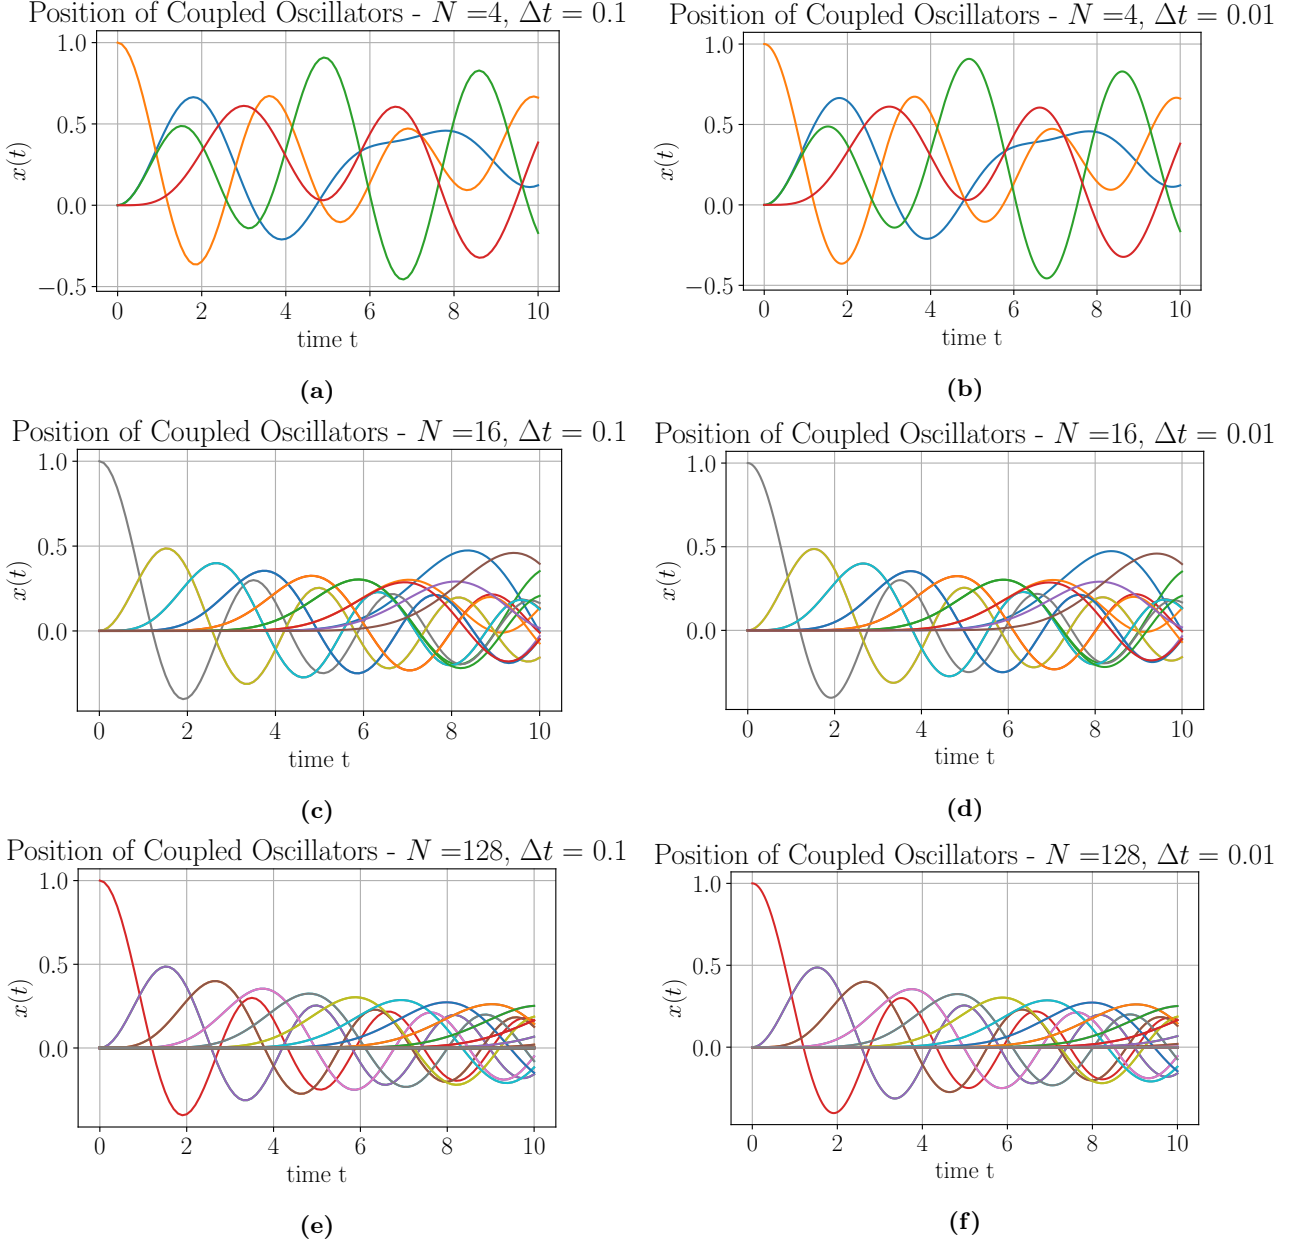 Position of Coupled Oscillators - N =4, Δt = 0.1
1.0
0.5
0.0
−0.5
x(t)
0 2 4 6 8 10
time t
(a)
Position of Coupled Oscillators - N =4, Δt = 0.01
1.0
0.5
0.0
−0.5
x(t)
0 2 4 6 8 10
time t
(b)
Position of Coupled Oscillators - N =16, Δt = 0.1
1.0
0.5
0.0
x(t)
0 2 4 6 8 10
time t
(c)
Position of Coupled Oscillators - N =16, Δt = 0.01
1.0
0.5
0.0
x(t)
0 2 4 6 8 10
time t
(d)
Position of Coupled Oscillators - N =128, Δt = 0.1
1.0
0.5
0.0
x(t)
0 2 4 6 8 10
time t
(e)
Position of Coupled Oscillators - N =128, Δt = 0.01
1.0
0.5
0.0
x(t)
0 2 4 6 8 10
time t
(f)